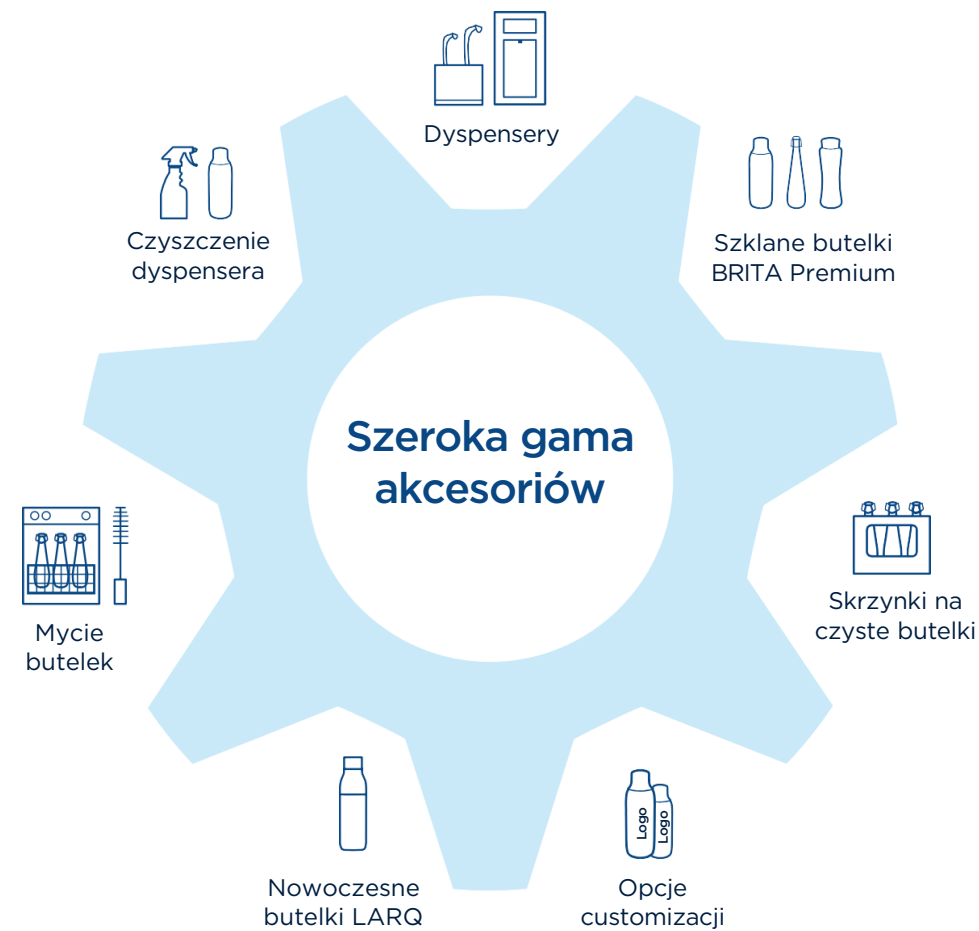 Dyspensery
Czyszczenie
dyspensera
Szklane butelki
BRITA Premium
Szeroka gama
akcesoriów
Mycie
butelek
Skrzynki na
czyste butelki
Logo
Logo
Nowoczesne
butelki LARQ
Opcje
customizacji